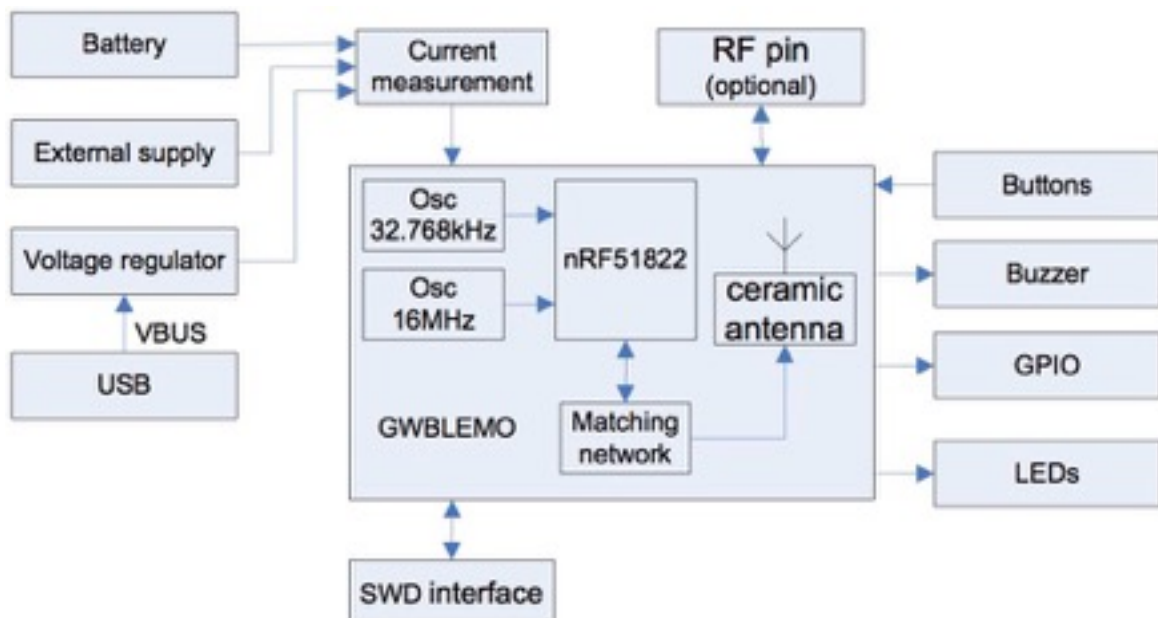 Battery
Current
measurement
RF pin
(optional)
External supply
Osc
32.768kHz
nRF51822
Buttons
Voltage regulator
Osc
16MHz
ceramic
antenna
Buzzer
VBUS
USB
GPIO
GWBLEMO
Matching
network
LEDs
SWD interface